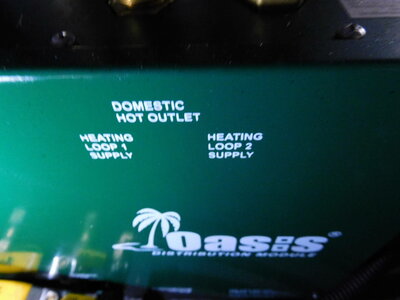 DOMESTIC
HOT OUTLET
HEATING
LOOP 1
SUPPLY
HEATING
LOOP 2
SUPPLY
oasis®
DISTRIBUTION MODULE